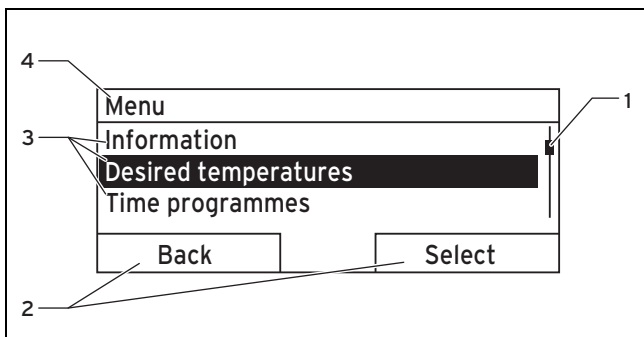 4
Menu
1
3
Information
Desired temperatures
Time programmes
Back Select
2